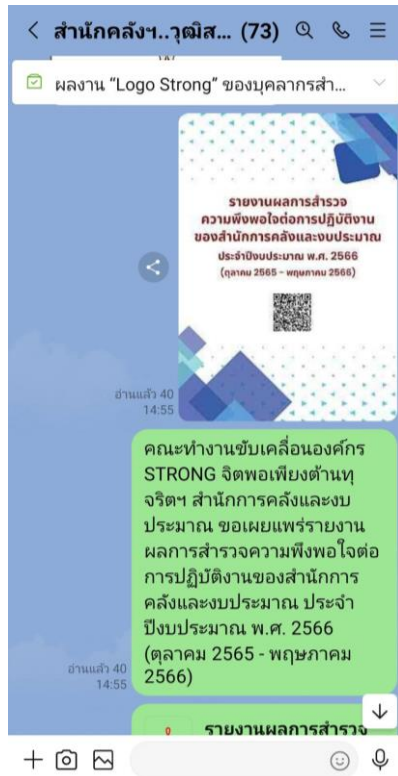 สำนักคลังฯ..วุฒิส... (73)
ผลงาน “Logo Strong” ของบุคลากรสำ...
รายงานผลการสำรวจ
ความพึงพอใจต่อการปฏิบัติงาน
ของสำนักการคลังและงบประมาณ
ประจำปีงบประมาณ พ.ศ. 2566
(ตุลาคม 2565 - พฤษภาคม 2566)
อ่านแล้ว 40
14:55
คณะทำงานขับเคลื่อนองค์กร
STRONG จิตพอเพียงต้านทุ
จริตฯ สำนักการคลังและงบ
ประมาณ ขอเผยแพร่รายงาน
ผลการสำรวจความพึงพอใจต่อ
การปฏิบัติงานของสำนักการ
คลังและงบประมาณ ประจำ
ปีงบประมาณ พ.ศ. 2566
(ตุลาคม 2565 - พฤษภาคม
2566)
อ่านแล้ว 40
14:55
รายงานผลการสำรวจ